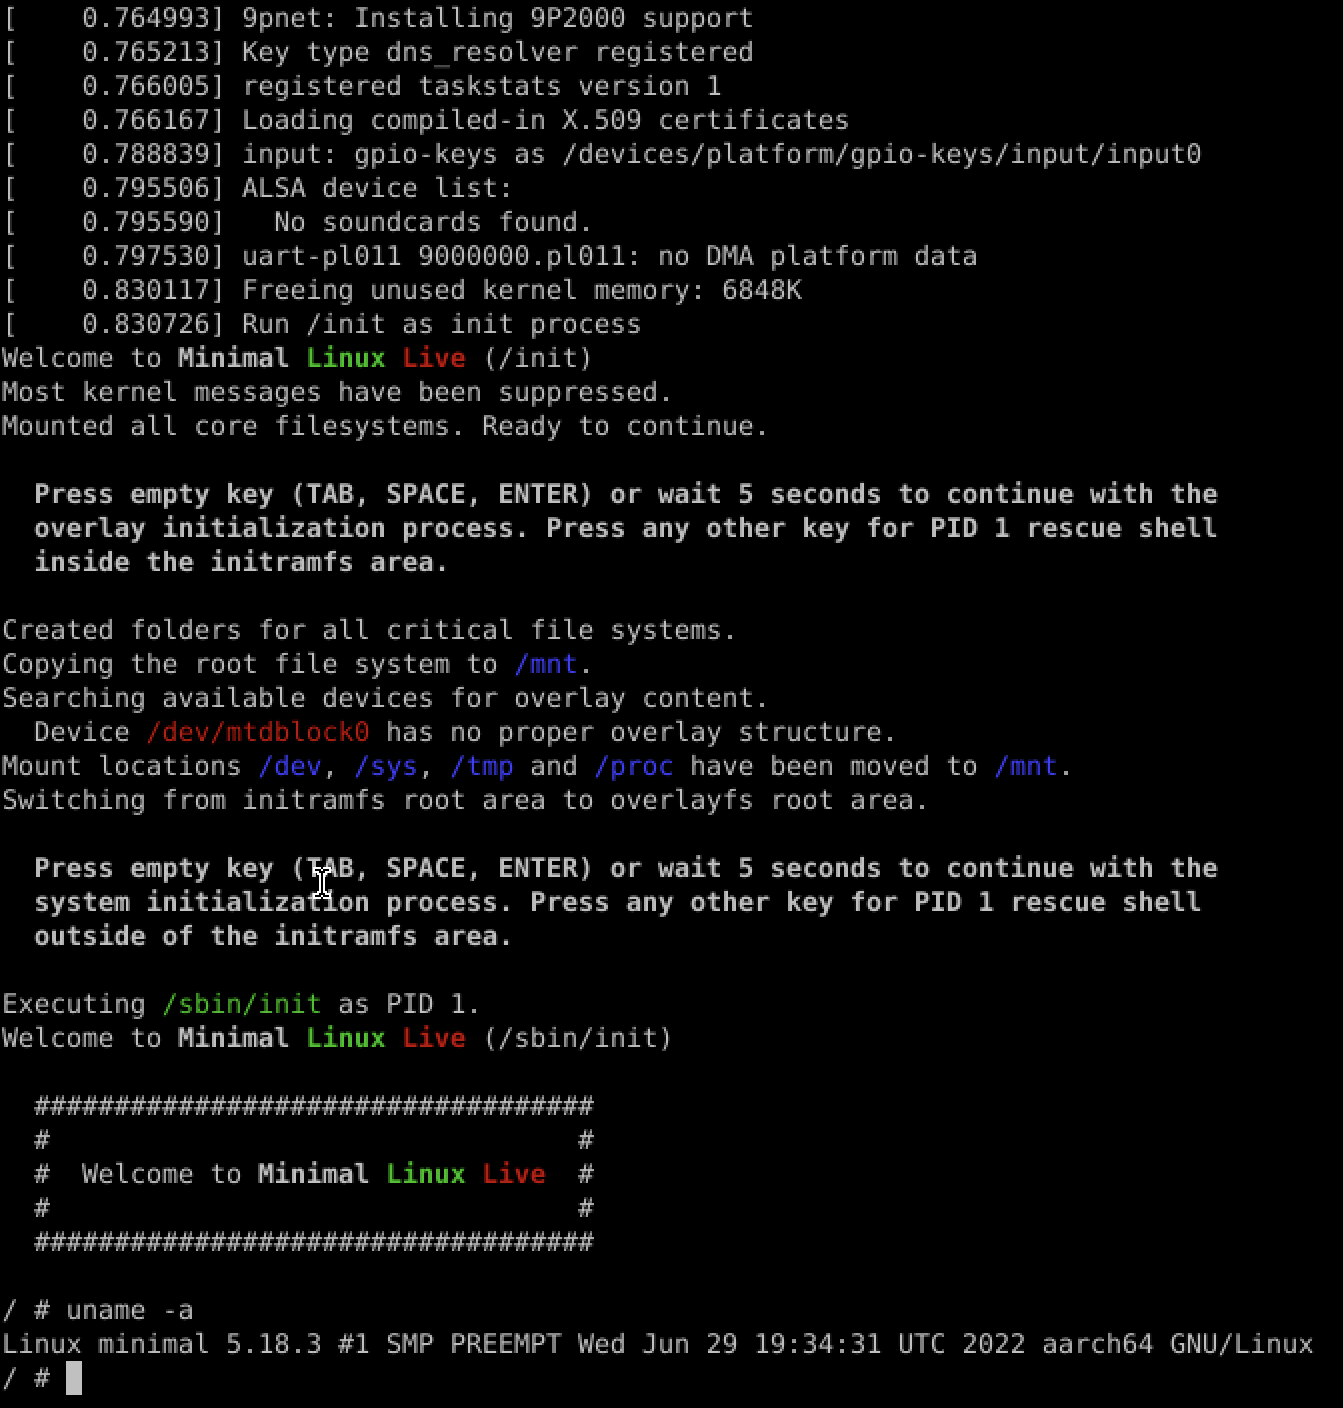 [    0.764993] 9pnet: Installing 9P2000 support
[    0.765213] Key type dns_resolver registered
[    0.766005] registered taskstats version 1
[    0.766167] Loading compiled-in X.509 certificates
[    0.788839] input: gpio-keys as /devices/platform/gpio-keys/input/input0
[    0.795506] ALSA device list:
[    0.795590]   No soundcards found.
[    0.797530] uart-pl011 9000000.pl011: no DMA platform data
[    0.830117] Freeing unused kernel memory: 6848K
[    0.830726] Run /init as init process
Welcome to Minimal Linux Live (/init)
Most kernel messages have been suppressed.
Mounted all core filesystems. Ready to continue.

  Press empty key (TAB, SPACE, ENTER) or wait 5 seconds to continue with the
  overlay initialization process. Press any other key for PID 1 rescue shell
  inside the initramfs area.

Created folders for all critical file systems.
Copying the root file system to /mnt.
Searching available devices for overlay content.
  Device /dev/mtdblock0 has no proper overlay structure.
Mount locations /dev, /sys, /tmp and /proc have been moved to /mnt.
Switching from initramfs root area to overlayfs root area.

  Press empty key (TAB, SPACE, ENTER) or wait 5 seconds to continue with the
  system initialization process. Press any other key for PID 1 rescue shell
  outside of the initramfs area.

Executing /sbin/init as PID 1.
Welcome to Minimal Linux Live (/sbin/init)

  ###################################
  #                                 #
  #  Welcome to Minimal Linux Live  #
  #                                 #
  ###################################

/ # uname -a
Linux minimal 5.18.3 #1 SMP PREEMPT Wed Jun 29 19:34:31 UTC 2022 aarch64 GNU/Linux
/ #